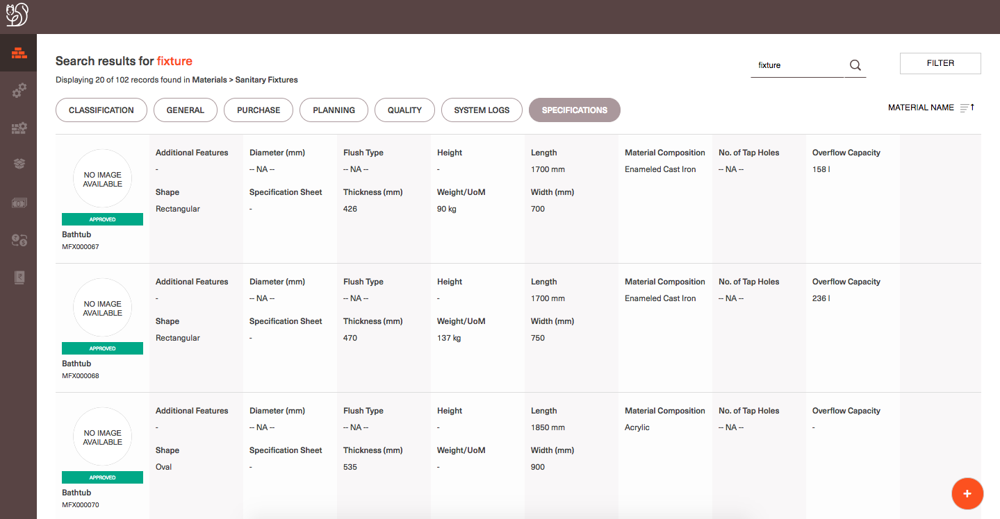 Search results for fixture
Displaying 20 of 102 records found in Materials > Sanitary Fixtures
fixture
FILTER
CLASSIFICATION
GENERAL
PURCHASE
PLANNING
QUALITY
SYSTEM LOGS
SPECIFICATIONS
MATERIAL NAME
NO IMAGE
AVAILABLE
APPROVED
Bathtub
MFX000067
Additional Features
-
Shape
Rectangular
Diameter (mm)
-- NA --
Specification Sheet
-
Flush Type
-- NA --
Thickness (mm)
426
Height
-
Weight/UoM
90 kg
Length
1700 mm
Width (mm)
700
Material Composition
Enameled Cast Iron
No. of Tap Holes
-- NA --
Overflow Capacity
158 l
NO IMAGE
AVAILABLE
APPROVED
Bathtub
MFX000068
Additional Features
-
Shape
Rectangular
Diameter (mm)
-- NA --
Specification Sheet
-
Flush Type
-- NA --
Thickness (mm)
470
Height
-
Weight/UoM
137 kg
Length
1700 mm
Width (mm)
750
Material Composition
Enameled Cast Iron
No. of Tap Holes
-- NA --
Overflow Capacity
236 l
NO IMAGE
AVAILABLE
APPROVED
Bathtub
MFX000070
Additional Features
-
Shape
Oval
Diameter (mm)
-- NA --
Specification Sheet
-
Flush Type
-- NA --
Thickness (mm)
535
Height
-
Weight/UoM
-
Length
1850 mm
Width (mm)
900
Material Composition
Acrylic
No. of Tap Holes
-- NA --
Overflow Capacity
-
+